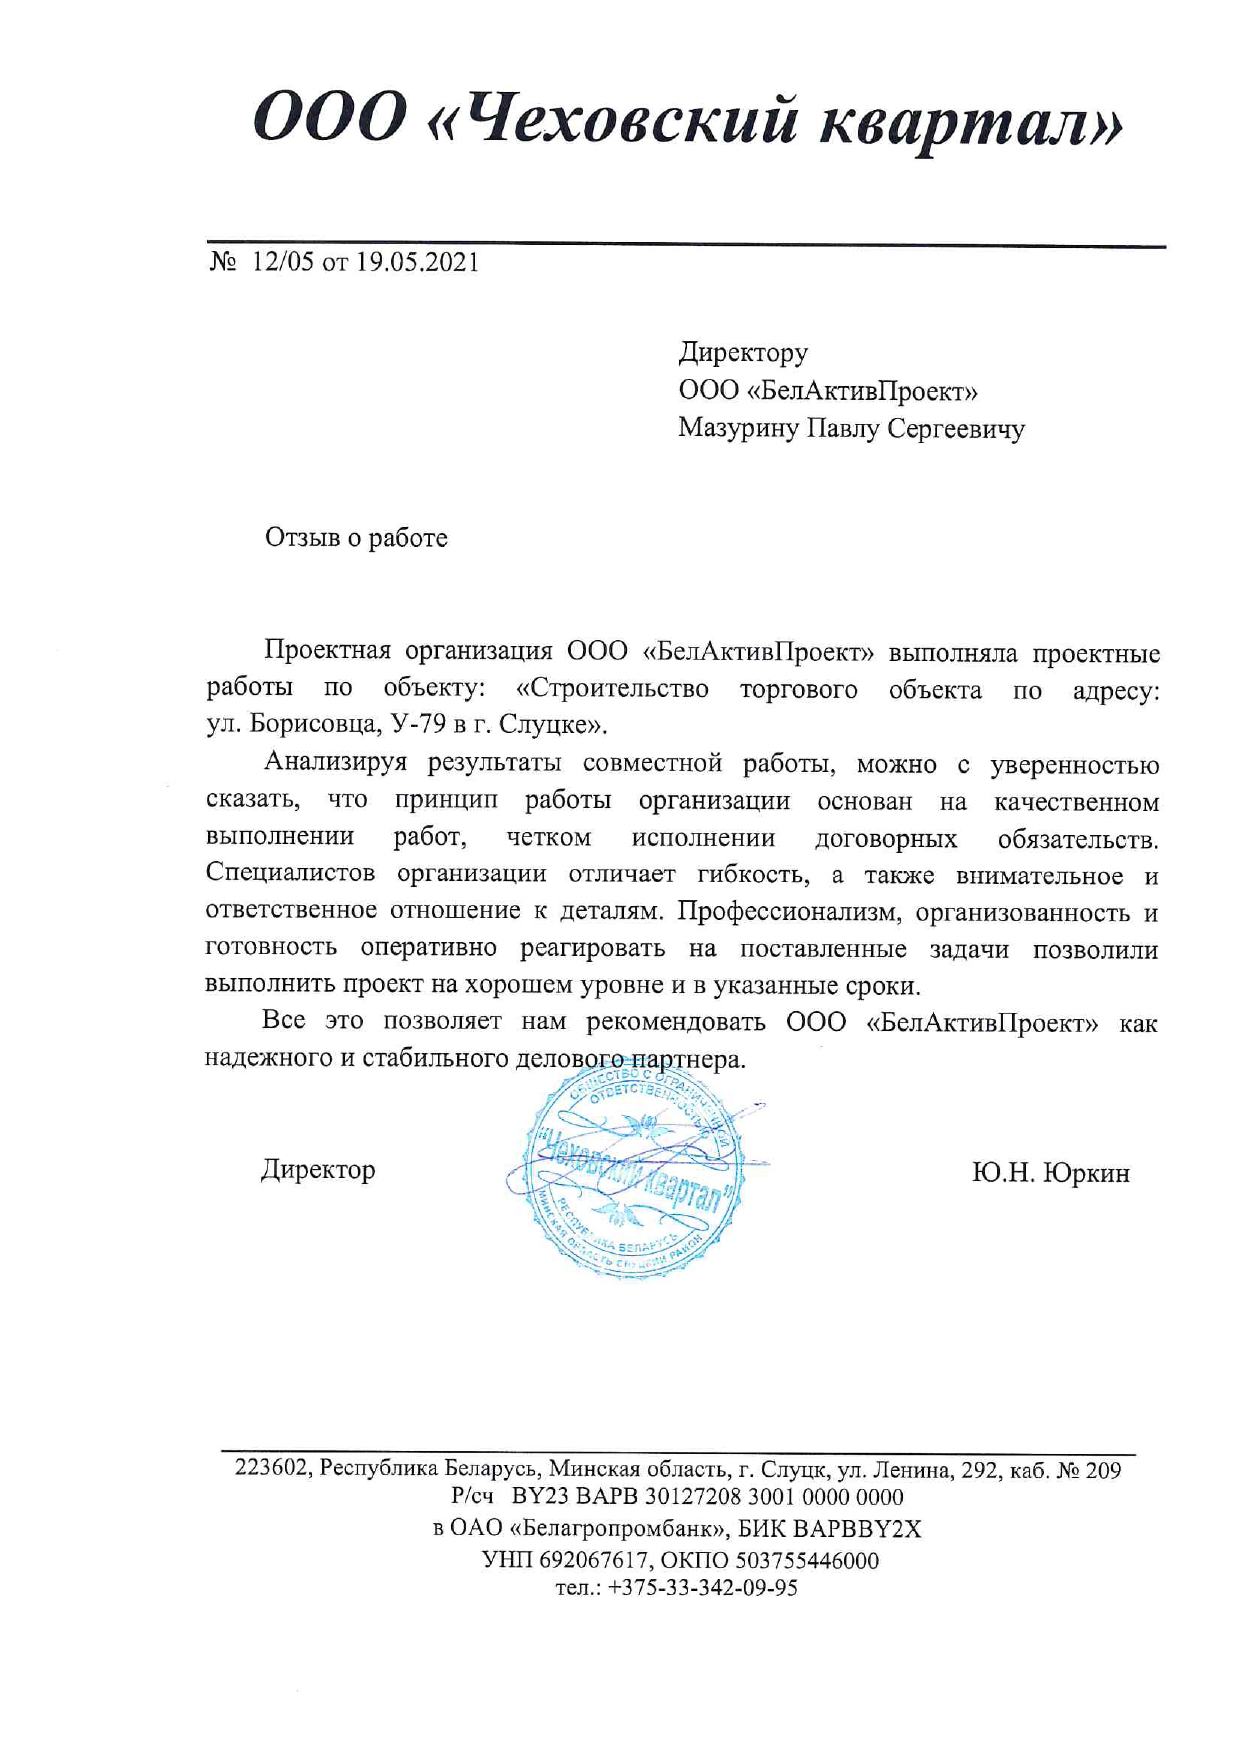 ООО «Чеховский квартал»
№ 12/05 от 19.05.2021
Директору
ООО «БелАктивПроект»
Мазурину Павлу Сергеевичу
Отзыв о работе
Проектная организация ООО «БелАктивПроект» выполняла проектные
работы по объекту: «Строительство торгового объекта по адресу:
ул. Борисовца, У-79 в г. Слуцке».
Анализируя результаты совместной работы, можно с уверенностью
сказать, что принцип работы организации основан на качественном
выполнении работ, четком исполнении договорных обязательств.
Специалистов организации отличает гибкость, а также внимательное и
ответственное отношение к деталям. Профессионализм, организованность и
готовность оперативно реагировать на поставленные задачи позволили
выполнить проект на хорошем уровне и в указанные сроки.
Все это позволяет нам рекомендовать ООО «БелАктивПроект» как
надежного и стабильного делового партнера.
ОБЩЕСТВО С ОГРАНИЧЕННОЙ
ОТВЕТСТВЕННОСТЬЮ
"Чеховский квартал"
РЕСПУБЛИКА БЕЛАРУСЬ
МИНСКАЯ ОБЛАСТЬ СЛУЦКИЙ РАЙОН
Директор Ю.Н. Юркин
223602, Республика Беларусь, Минская область, г. Слуцк, ул. Ленина, 292, каб. № 209
Р/сч BY23 BAPB 30127208 3001 0000 0000
в ОАО «Белагропромбанк», БИК BAPBBY2X
УНП 692067617, ОКПО 503755446000
тел.: +375-33-342-09-95